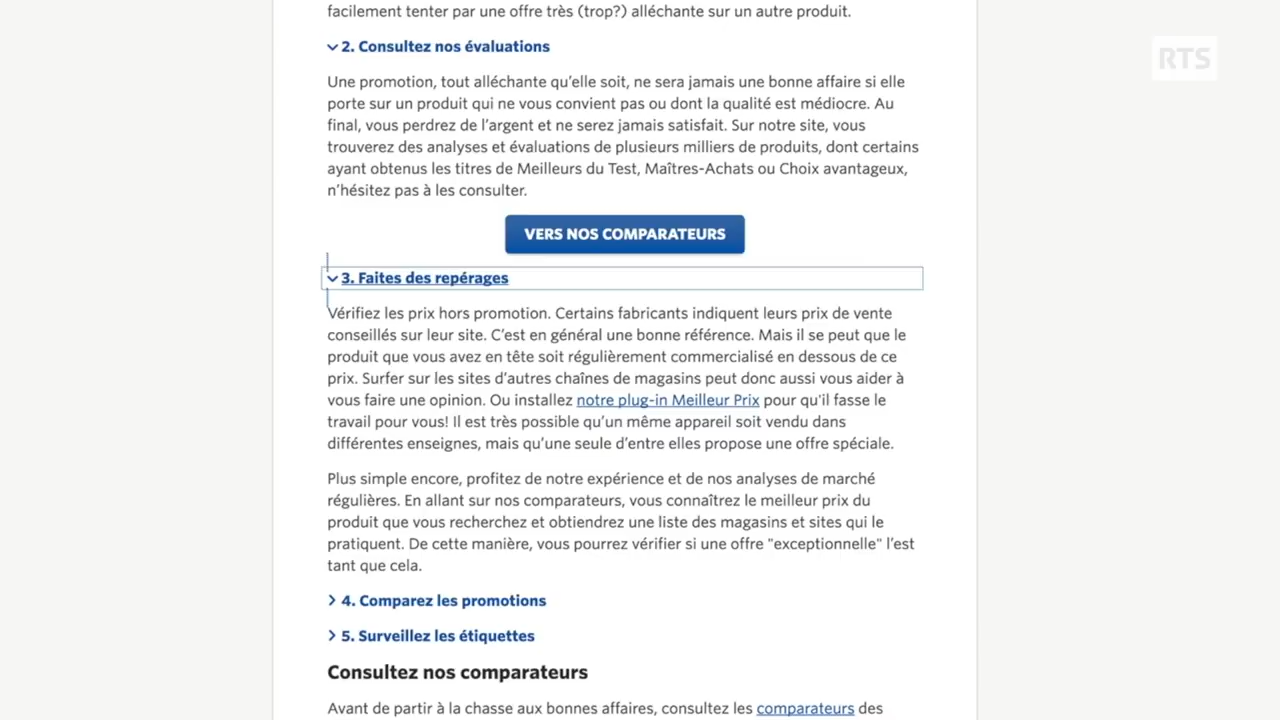 facilement tenter par une offre très (trop?) alléchante sur un autre produit.
RTS
2. Consultez nos évaluations
Une promotion, tout alléchante qu'elle soit, ne sera jamais une bonne affaire si elle
porte sur un produit qui ne vous convient pas ou dont la qualité est médiocre. Au
final, vous perdrez de l'argent et ne serez jamais satisfait. Sur notre site, vous
trouverez des analyses et évaluations de plusieurs milliers de produits, dont certains
ayant obtenus les titres de Meilleurs du Test, Maîtres-Achats ou Choix avantageux,
n'hésitez pas à les consulter.
VERS NOS COMPARATEURS
3. Faites des repérages
Vérifiez les prix hors promotion. Certains fabricants indiquent leurs prix de vente
conseillés sur leur site. C'est en général une bonne référence. Mais il se peut que le
produit que vous avez en tête soit régulièrement commercialisé en dessous de ce
prix. Surfer sur les sites d'autres chaînes de magasins peut donc aussi vous aider à
vous faire une opinion. Ou installez notre plug-in Meilleur Prix pour qu'il fasse le
travail pour vous! Il est très possible qu'un même appareil soit vendu dans
différentes enseignes, mais qu'une seule d'entre elles propose une offre spéciale.
Plus simple encore, profitez de notre expérience et de nos analyses de marché
régulières. En allant sur nos comparateurs, vous connaîtrez le meilleur prix du
produit que vous recherchez et obtiendrez une liste des magasins et sites qui le
pratiquent. De cette manière, vous pourrez vérifier si une offre "exceptionnelle" l'est
tant que cela.
4. Comparez les promotions
5. Surveillez les étiquettes
Consultez nos comparateurs
Avant de partir à la chasse aux bonnes affaires, consultez les comparateurs des